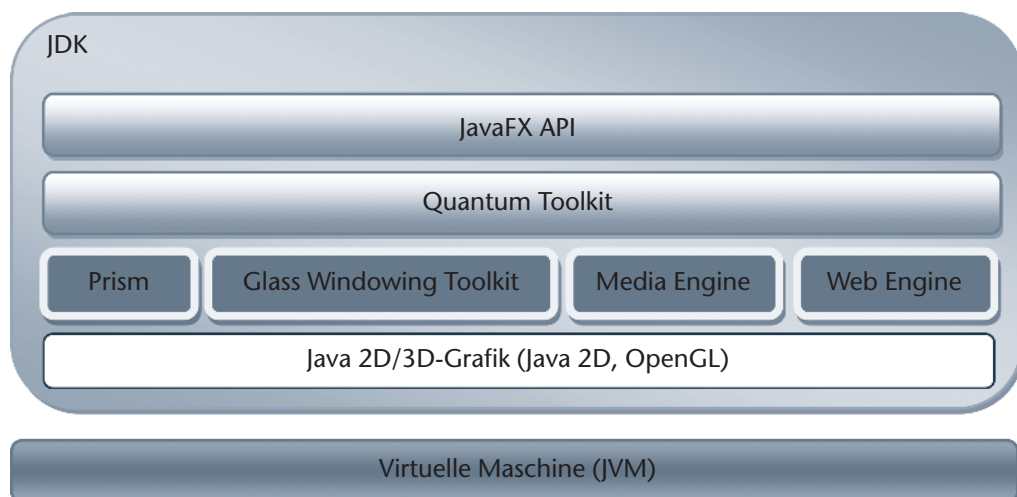 JDK
JavaFX API
Quantum Toolkit
Prism
Glass Windowing Toolkit
Media Engine
Web Engine
Java 2D/3D-Grafik (Java 2D, OpenGL)
Virtuelle Maschine (JVM)